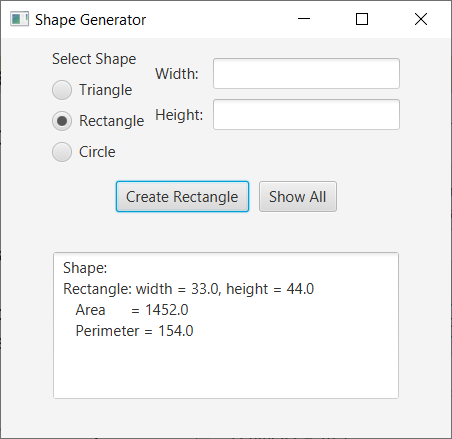 Shape Generator
Select Shape
Triangle
Rectangle
Circle
Width:
Height:
Create Rectangle
Show All
Shape:
Rectangle: width = 33.0, height = 44.0
Area = 1452.0
Perimeter = 154.0